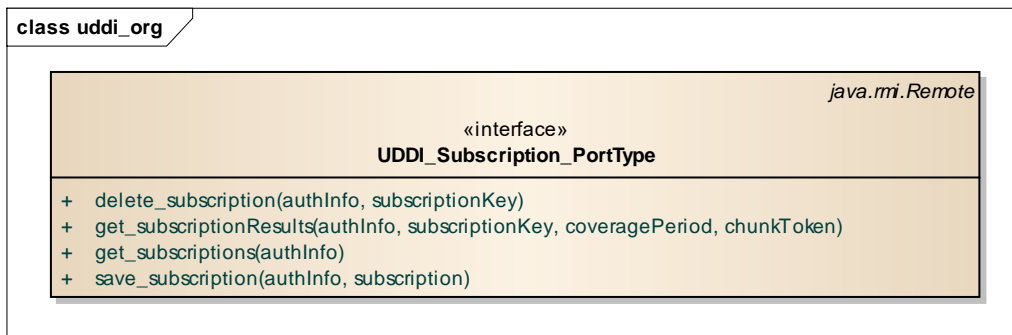 class uddi_org
java.rmi.Remote
«interface»
UDDI_Subscription_PortType
+ delete_subscription(authInfo, subscriptionKey)
+ get_subscriptionResults(authInfo, subscriptionKey, coveragePeriod, chunkToken)
+ get_subscriptions(authInfo)
+ save_subscription(authInfo, subscription)